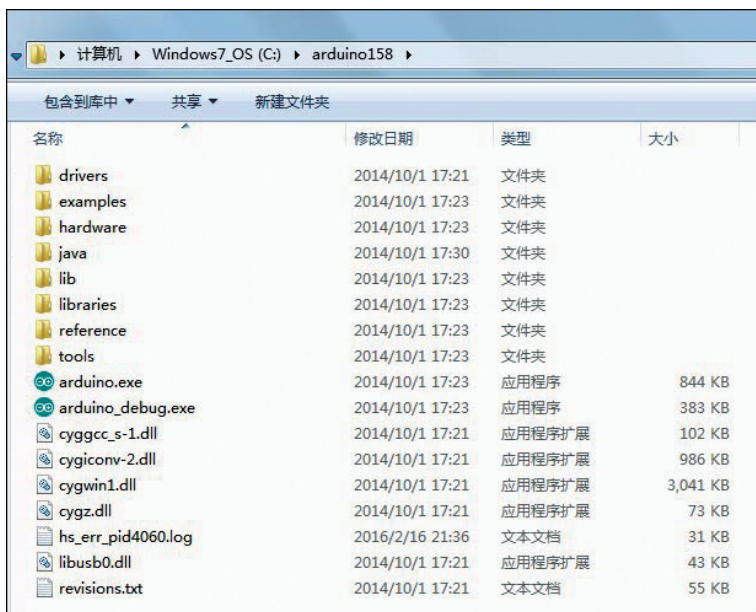 计算机 Windows7_OS (C:) arduino158
包含到库中 共享 新建文件夹
名称 修改日期 类型 大小
drivers 2014/10/1 17:21 文件夹
examples 2014/10/1 17:23 文件夹
hardware 2014/10/1 17:23 文件夹
java 2014/10/1 17:30 文件夹
lib 2014/10/1 17:23 文件夹
libraries 2014/10/1 17:23 文件夹
reference 2014/10/1 17:23 文件夹
tools 2014/10/1 17:23 文件夹
arduino.exe 2014/10/1 17:23 应用程序 844 KB
arduino_debug.exe 2014/10/1 17:23 应用程序 383 KB
cyggcc_s-1.dll 2014/10/1 17:21 应用程序扩展 102 KB
cygiconv-2.dll 2014/10/1 17:21 应用程序扩展 986 KB
cygwin1.dll 2014/10/1 17:21 应用程序扩展 3,041 KB
cygz.dll 2014/10/1 17:21 应用程序扩展 73 KB
hs_err_pid4060.log 2016/2/16 21:36 文本文档 31 KB
libusb0.dll 2014/10/1 17:21 应用程序扩展 43 KB
revisions.txt 2014/10/1 17:21 文本文档 55 KB